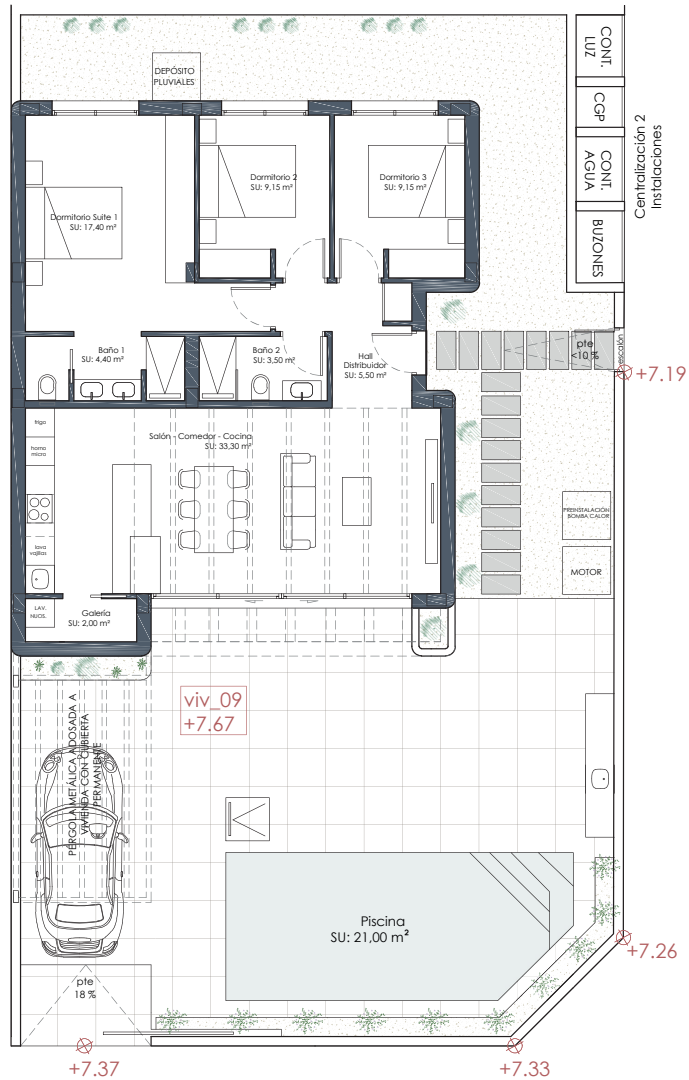 CONT.
LUZ
CGP
CONT.
AGUA
BUZONES
Centralización 2
Instalaciones
DEPÓSITO
PLUVIALES
Dormitorio Suite 1
SU: 17,40 m²
Dormitorio 2
SU: 9,15 m²
Dormitorio 3
SU: 9,15 m²
Baño 1
SU: 4,40 m²
Baño 2
SU: 3,50 m²
Hall
Distribuidor
SU: 5,50 m²
pte
<10 %
escalón
+7.19
frigo
horno
micro
lava
vajillas
Salón - Comedor - Cocina
SU: 33,30 m²
PREINSTALACIÓN
BOMBA CALOR
MOTOR
LAV.
NUOS.
Galería
SU: 2,00 m²
viv_09
+7.67
PÉRGOLA METÁLICA ADOSADA A
VIVIENDA CON CUBIERTA
PERMANENTE
Piscina
SU: 21,00 m²
pte
18 %
+7.26
+7.37
+7.33